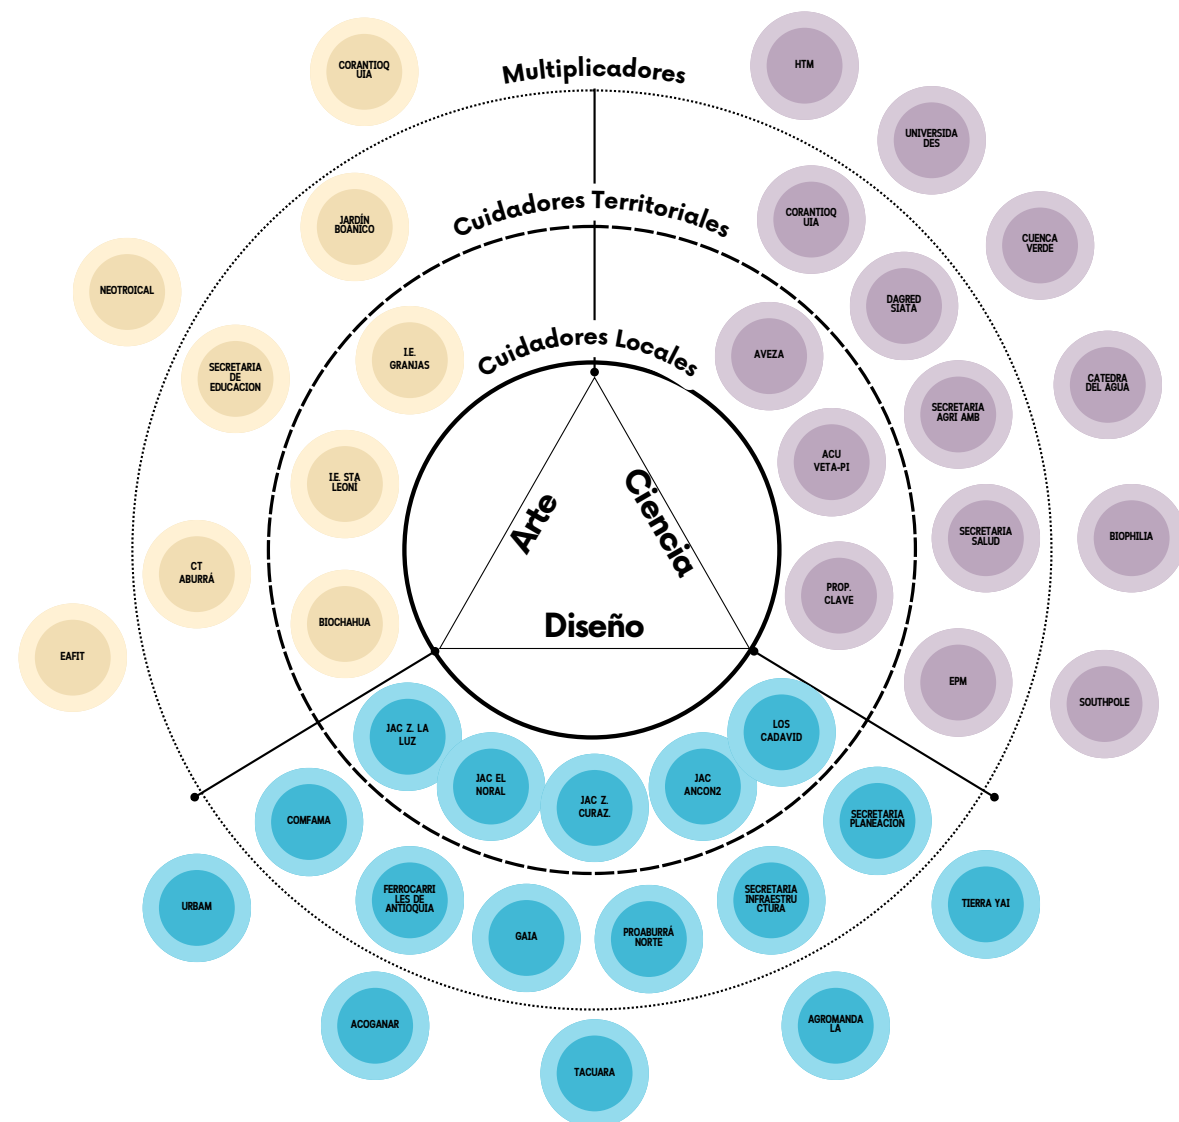 Multiplicadores
Cuidadores Territoriales
Cuidadores Locales
Arte
Ciencia
Diseño
CORANTIOQ
UIA
JARDÍN
BOÁNICO
NEOTROICAL
SECRETARIA
DE
EDUCACION
I.E.
GRANJAS
I.E. STA
LEONI
CT
ABURRÁ
BIOCHAHUA
EAFIT
HTM
UNIVERSIDA
DES
CORANTIOQ
UIA
CUENCA
VERDE
DAGRED
SIATA
AVEZA
CATEDRA
DEL AGUA
SECRETARIA
AGRI AMB
ACU
VETA-PI
SECRETARIA
SALUD
BIOPHILIA
PROP.
CLAVE
EPM
SOUTHPOLE
JAC Z. LA
LUZ
JAC EL
NORAL
JAC Z.
CURAZ.
JAC
ANCON2
LOS
CADAVID
COMFAMA
FERROCARRI
LES DE
ANTIOQUIA
GAIA
PROABURRÁ
NORTE
SECRETARIA
INFRAESTRU
CTURA
SECRETARIA
PLANEACION
URBAM
ACOGANAR
TACUARA
AGROMANDA
LA
TIERRA YAI